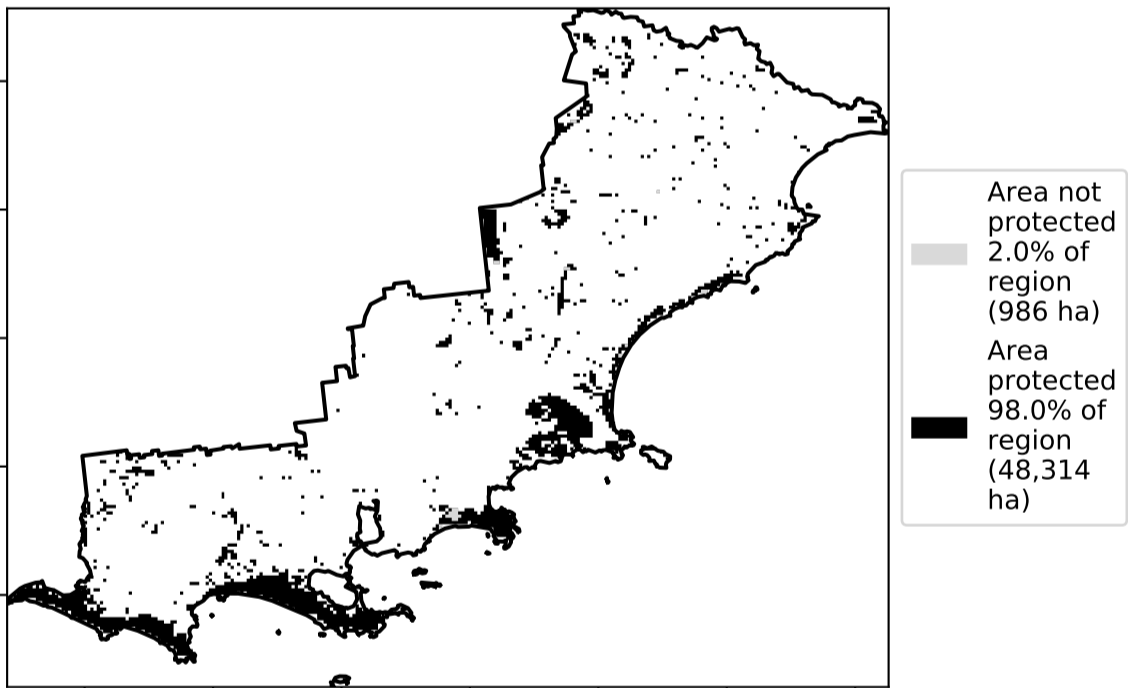 Area not
protected
2.0% of
region
(986 ha)
Area
protected
98.0% of
region
(48,314
ha)